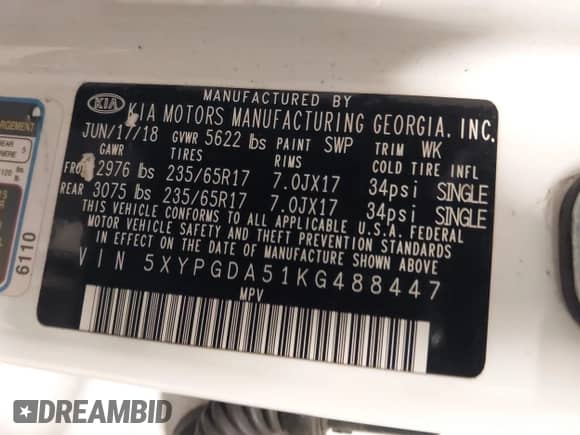 MANUFACTURED BY
KIA KIA MOTORS MANUFACTURING GEORGIA, INC.
JUN/17/18 GVWR 5622 lbs PAINT SWP TRIM WK
GAWR TIRES RIMS COLD TIRE INFL
2976 lbs 235/65R17 7.0JX17 34psi SINGLE
REAR 3075 lbs 235/65R17 7.0JX17 34psi SINGLE
THIS VEHICLE CONFORMS TO ALL APPLICABLE U.S. FEDERAL
MOTOR VEHICLE SAFETY AND THEFT PREVENTION STANDARDS
IN EFFECT ON THE DATE OF MANUFACTURE SHOWN ABOVE.
VIN 5XYPGDA51KG488447
MPV
6110
DREAMBID